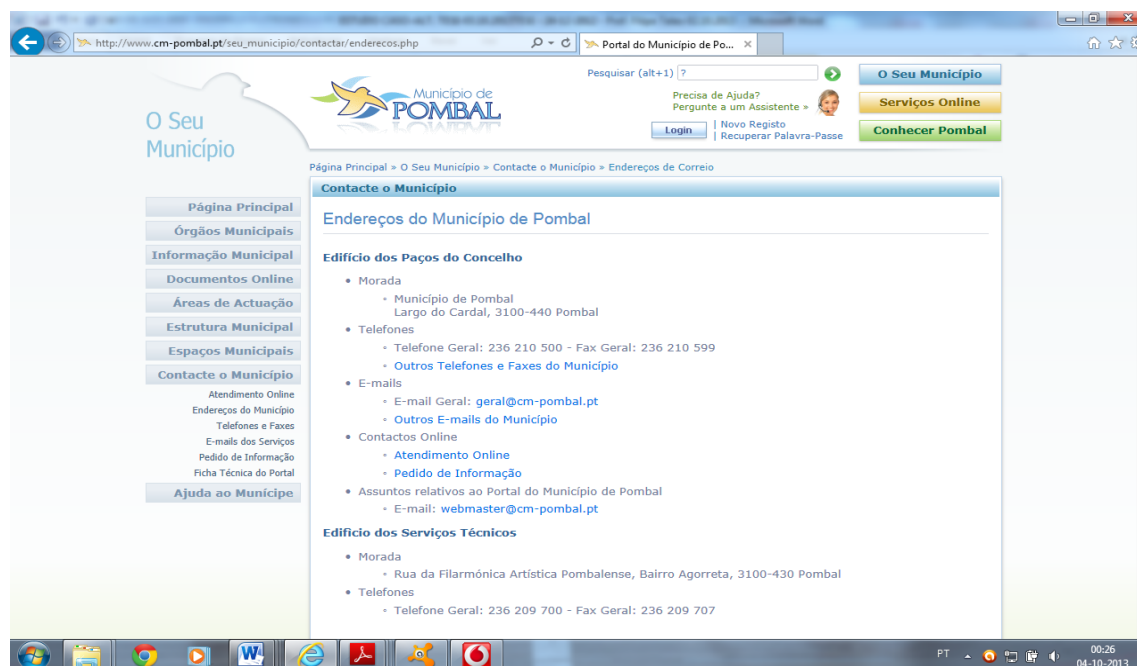 http://www.cm-pombal.pt/seu_municipio/contactar/enderecos.php
Portal do Município de Po...
Pesquisar (alt+1) ?
Precisa de Ajuda?
Pergunte a um Assistente »
Login
| Novo Registo
| Recuperar Palavra-Passe
O Seu Município
Serviços Online
Conhecer Pombal
Município de
POMBAL
O Seu
Município
Página Principal » O Seu Município » Contacte o Município » Endereços de Correio
Página Principal
Órgãos Municipais
Informação Municipal
Documentos Online
Áreas de Actuação
Estrutura Municipal
Espaços Municipais
Contacte o Município
Atendimento Online
Endereços do Município
Telefones e Faxes
E-mails dos Serviços
Pedido de Informação
Ficha Técnica do Portal
Ajuda ao Munícipe
Contacte o Município
Endereços do Município de Pombal
Edifício dos Paços do Concelho
Morada
Município de Pombal
Largo do Cardal, 3100-440 Pombal
Telefones
Telefone Geral: 236 210 500 - Fax Geral: 236 210 599
Outros Telefones e Faxes do Município
E-mails
E-mail Geral: geral@cm-pombal.pt
Outros E-mails do Município
Contactos Online
Atendimento Online
Pedido de Informação
Assuntos relativos ao Portal do Município de Pombal
E-mail: webmaster@cm-pombal.pt
Edificio dos Serviços Técnicos
Morada
Rua da Filarmónica Artística Pombalense, Bairro Agorreta, 3100-430 Pombal
Telefones
Telefone Geral: 236 209 700 - Fax Geral: 236 209 707
PT
00:26
04-10-2013